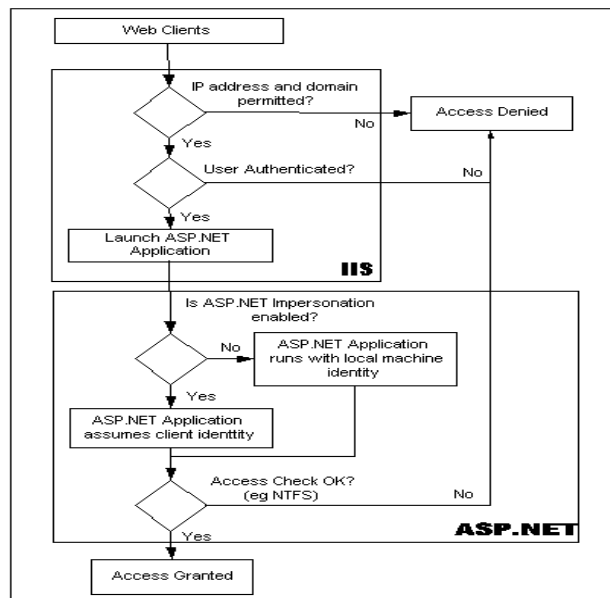 Web Clients
IP address and domain
permitted?
No
Access Denied
Yes
User Authenticated?
No
Yes
Launch ASP.NET
Application
IIS
Is ASP.NET Impersonation
enabled?
No
ASP.NET Application
runs with local machine
identity
Yes
ASP.NET Application
assumes client identtity
Access Check OK?
(eg NTFS)
No
ASP.NET
Yes
Access Granted